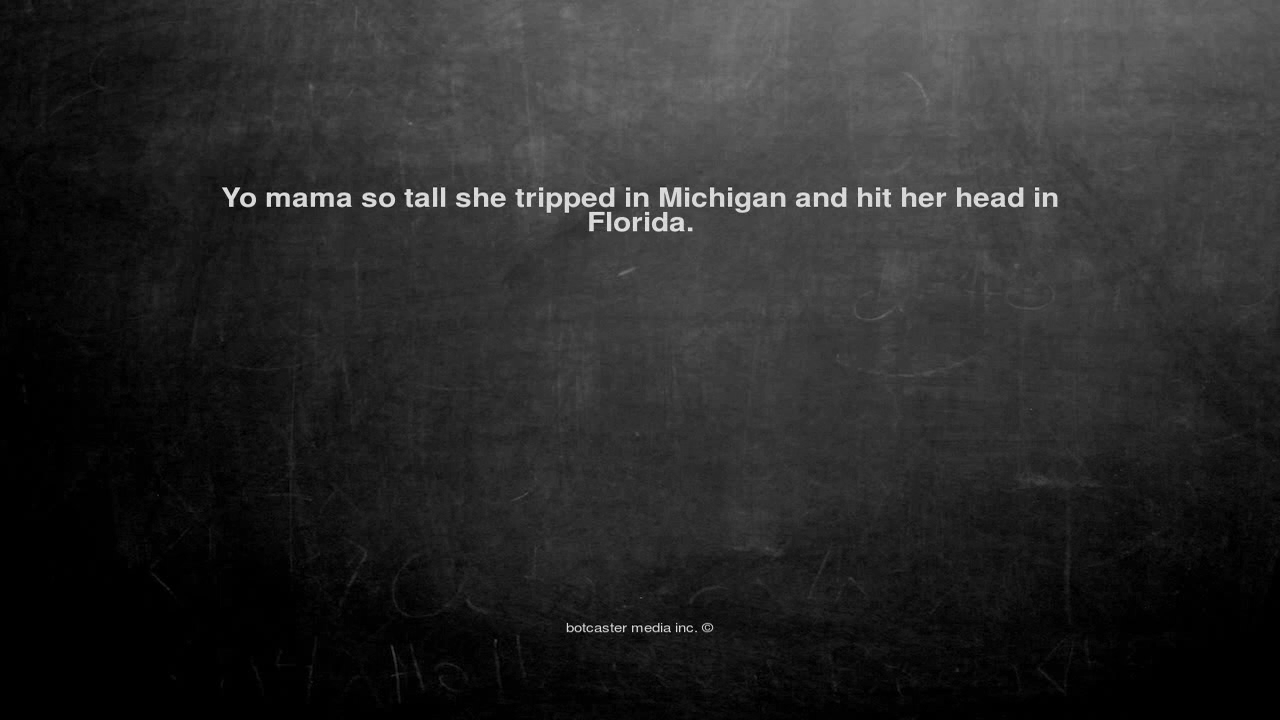 Yo mama so tall she tripped in Michigan and hit her head in
Florida.
botcaster media inc. ©